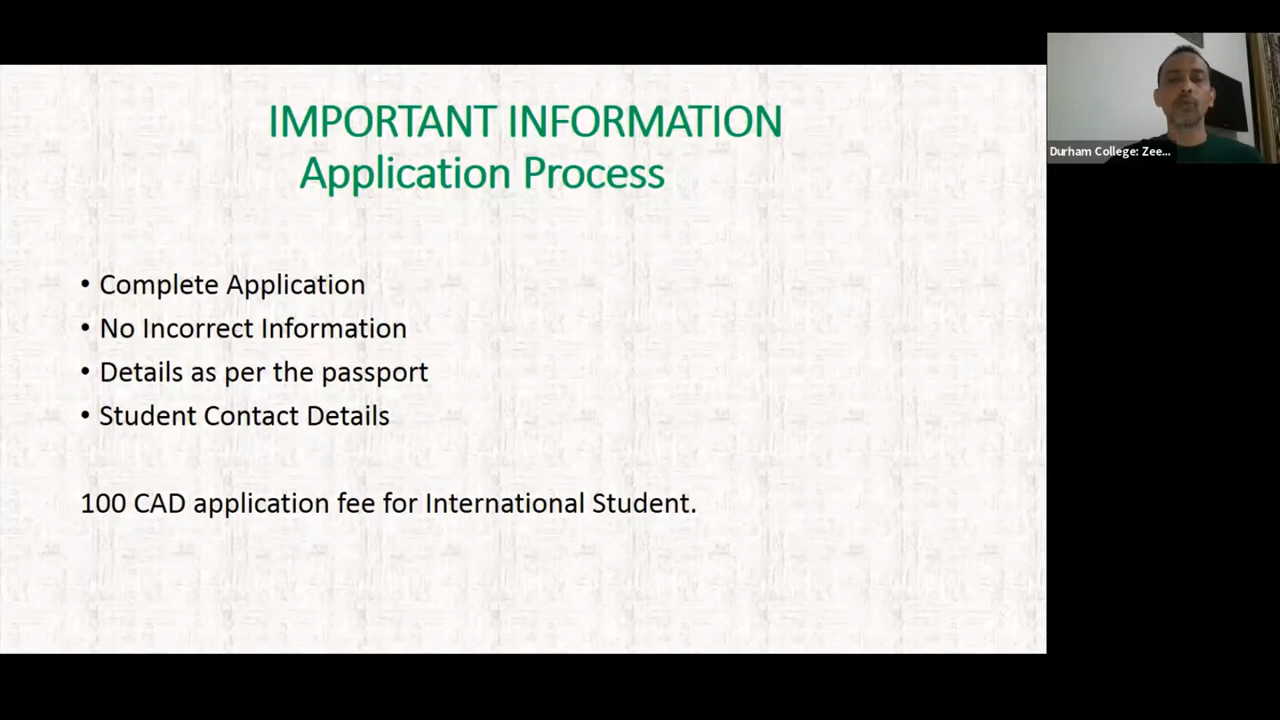 IMPORTANT INFORMATION
Application Process
• Complete Application
• No Incorrect Information
• Details as per the passport
• Student Contact Details
100 CAD application fee for International Student.
Durham College: Zee...